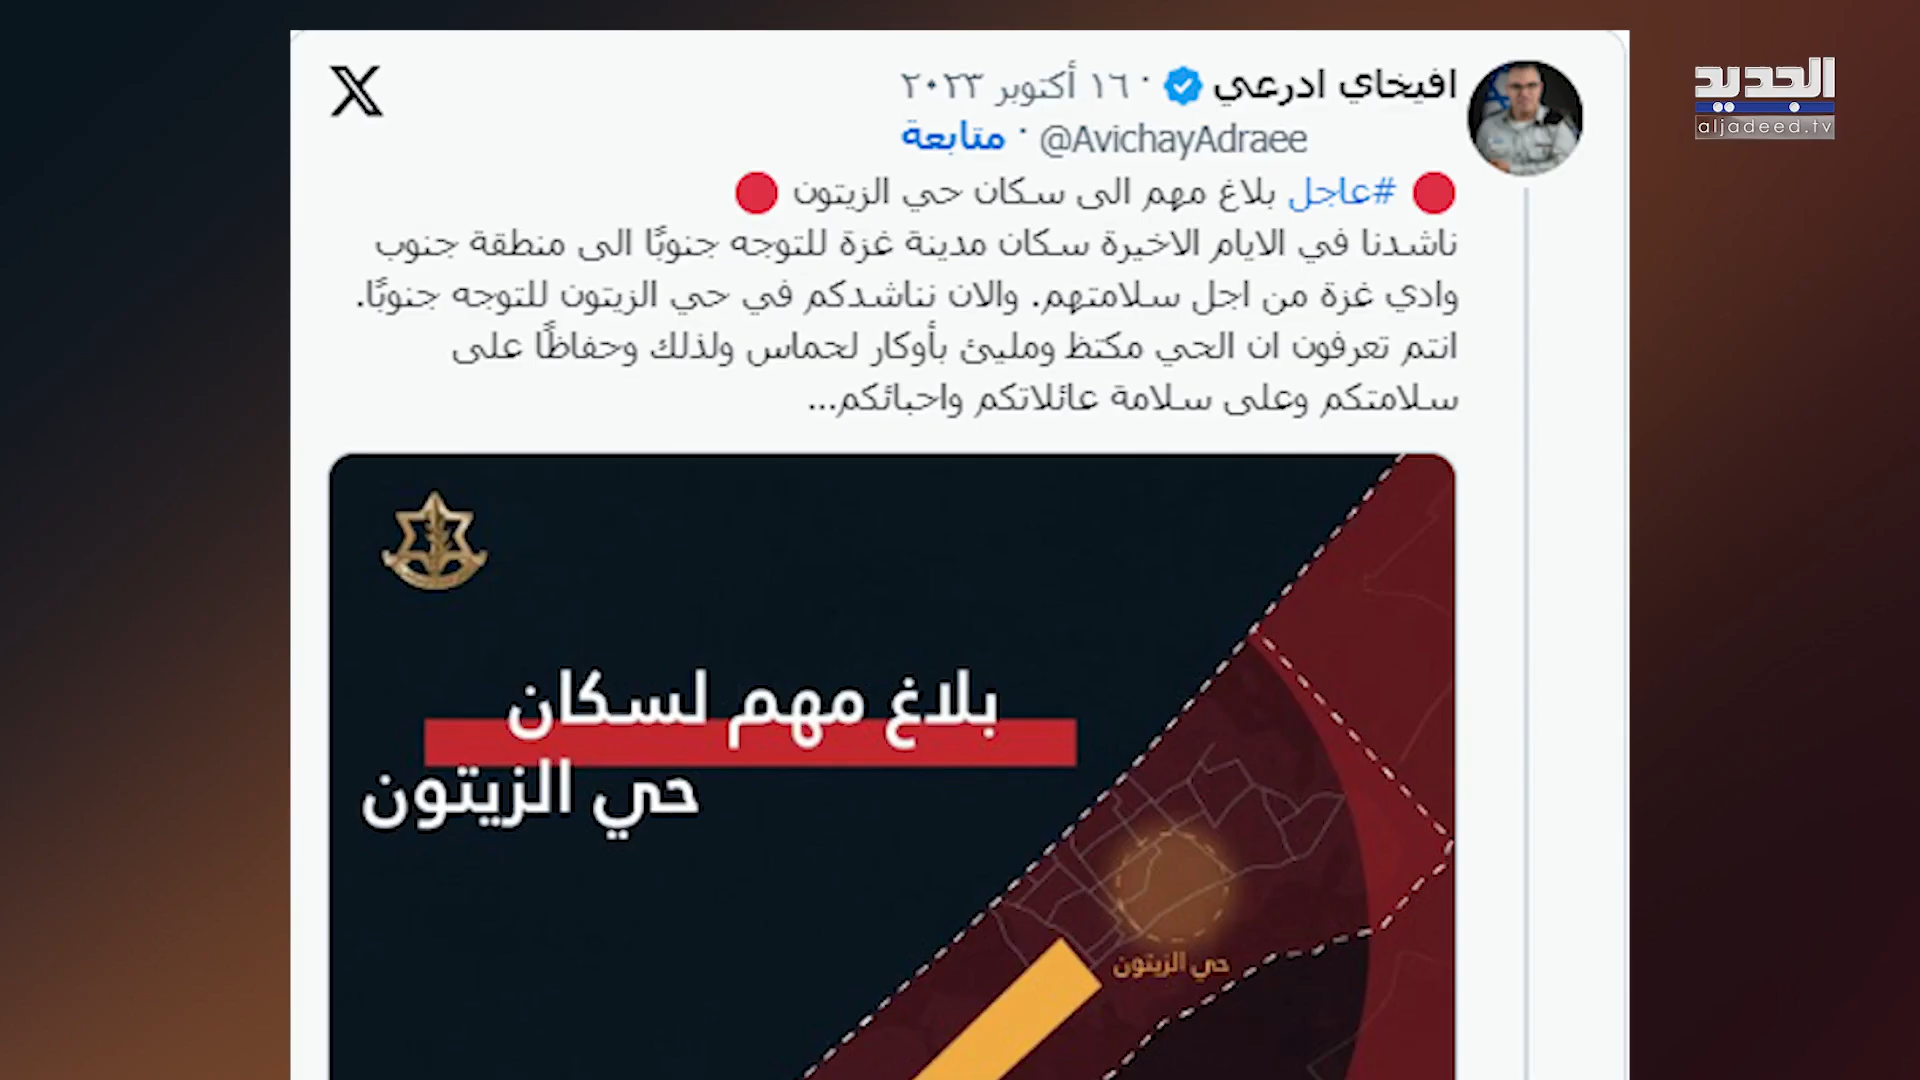 افيخاي ادرعي · ١٦ أكتوبر ٢٠٢٣
@AvichayAdraee · متابعة
#عاجل بلاغ مهم الى سكان حي الزيتون
ناشدنا في الايام الاخيرة سكان مدينة غزة للتوجه جنوبًا الى منطقة جنوب
وادي غزة من اجل سلامتهم. والان نناشدكم في حي الزيتون للتوجه جنوبًا.
انتم تعرفون ان الحي مكتظ ومليئ بأوكار لحماس ولذلك وحفاظًا على
سلامتكم وعلى سلامة عائلاتكم واحبائكم...
بلاغ مهم لسكان
حي الزيتون
حي الزيتون
الجديد
aljadeed.tv